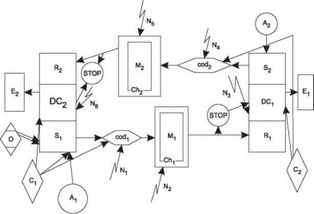 N₅
A₂
N₄
R₂
STOP
M₂
cod₂
S₂
E₂
DC₂
N₆
Ch₂
N₃
DC₁
E₁
O
S₁
cod₁
M₁
STOP
R₁
Ch₁
C₁
A₁
N₁
N₂
C₂